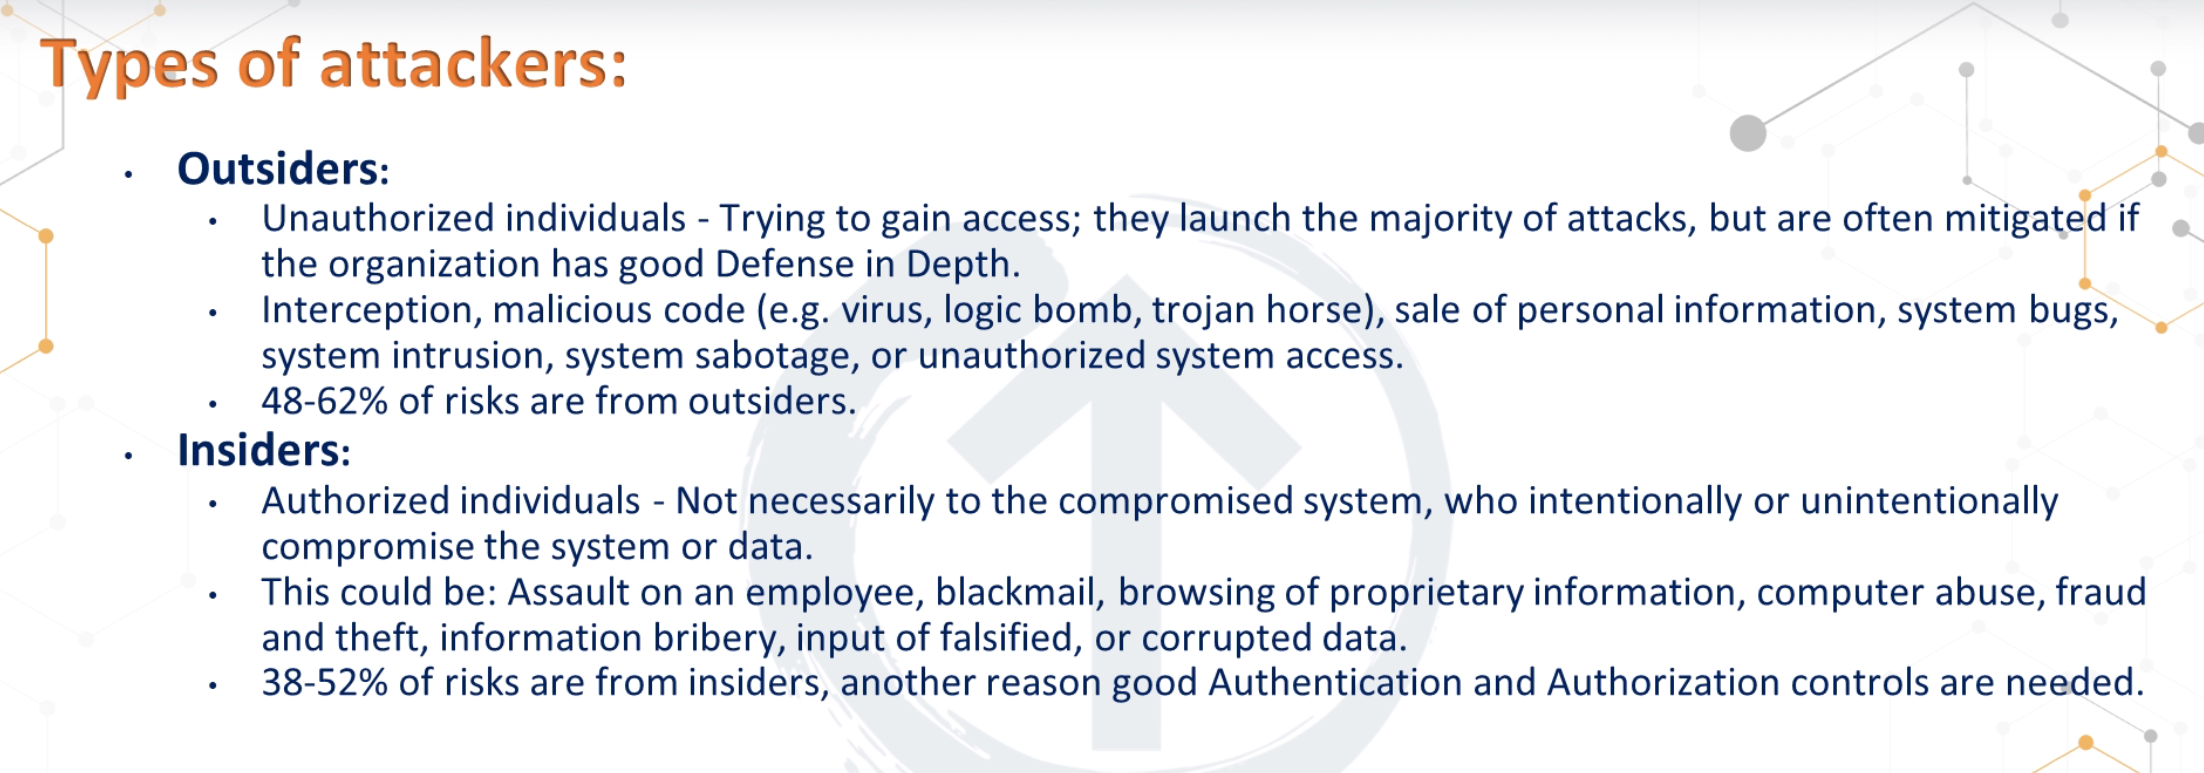 Types of attackers:
• Outsiders:
• Unauthorized individuals - Trying to gain access; they launch the majority of attacks, but are often mitigated if
the organization has good Defense in Depth.
• Interception, malicious code (e.g. virus, logic bomb, trojan horse), sale of personal information, system bugs,
system intrusion, system sabotage, or unauthorized system access.
• 48-62% of risks are from outsiders.
• Insiders:
• Authorized individuals - Not necessarily to the compromised system, who intentionally or unintentionally
compromise the system or data.
• This could be: Assault on an employee, blackmail, browsing of proprietary information, computer abuse, fraud
and theft, information bribery, input of falsified, or corrupted data.
• 38-52% of risks are from insiders, another reason good Authentication and Authorization controls are needed.